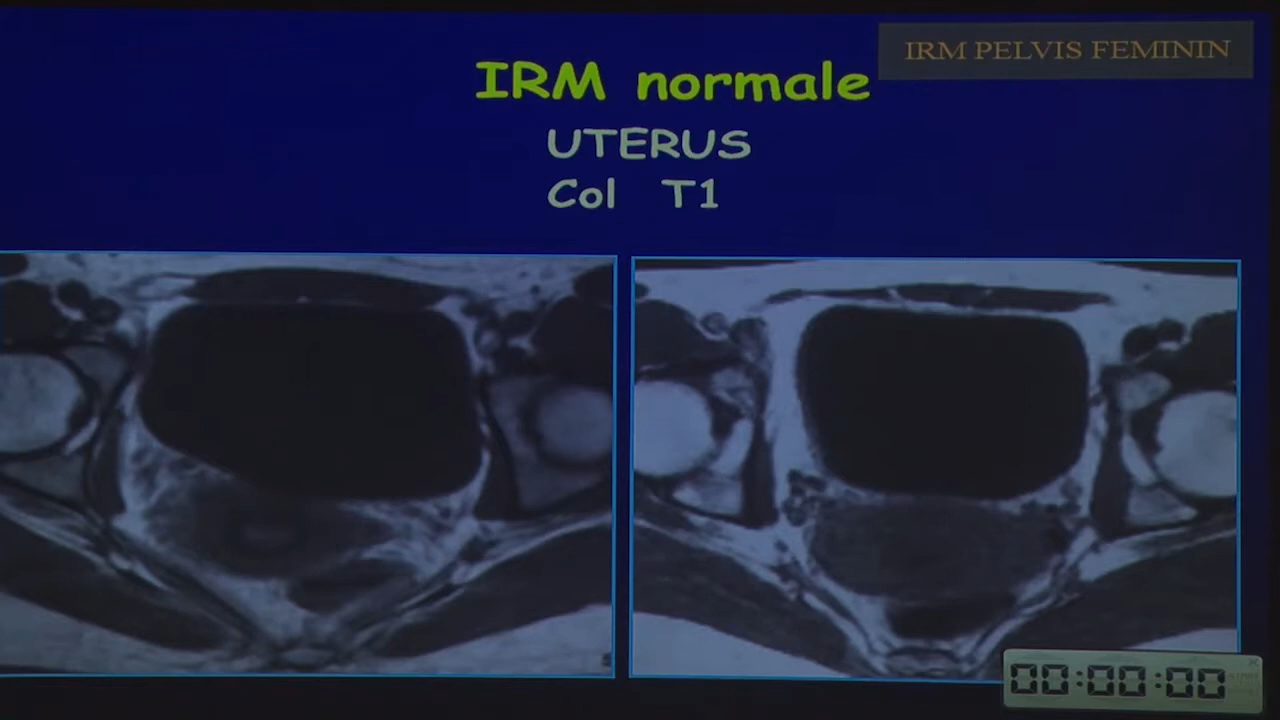 IRM PELVIS FEMININ
IRM normale
UTERUS
Col T1
00:00:00